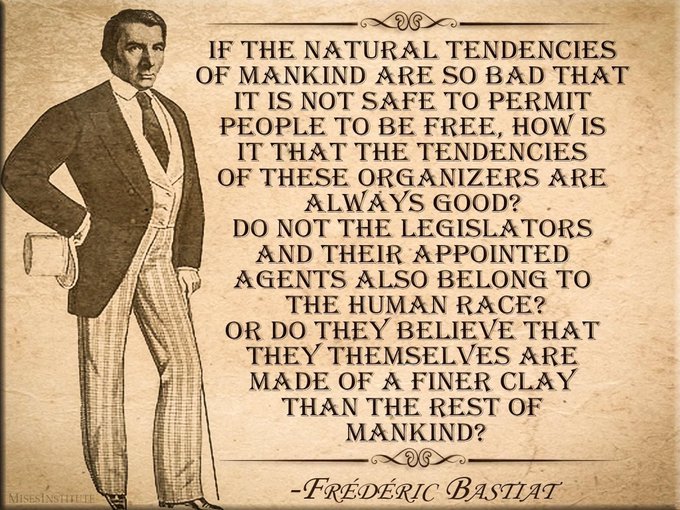 IF THE NATURAL TENDENCIES
OF MANKIND ARE SO BAD THAT
IT IS NOT SAFE TO PERMIT
PEOPLE TO BE FREE, HOW IS
IT THAT THE TENDENCIES
OF THESE ORGANIZERS ARE
ALWAYS GOOD?
DO NOT THE LEGISLATORS
AND THEIR APPOINTED
AGENTS ALSO BELONG TO
THE HUMAN RACE?
OR DO THEY BELIEVE THAT
THEY THEMSELVES ARE
MADE OF A FINER CLAY
THAN THE REST OF
MANKIND?
-FRÉDÉRIC BASTIAT
MISESINSTITUTE